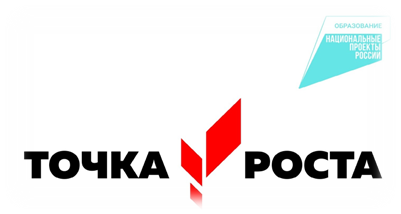 ОБРАЗОВАНИЕ
НАЦИОНАЛЬНЫЕ
ПРОЕКТЫ
РОССИИ
ТОЧКА РОСТА